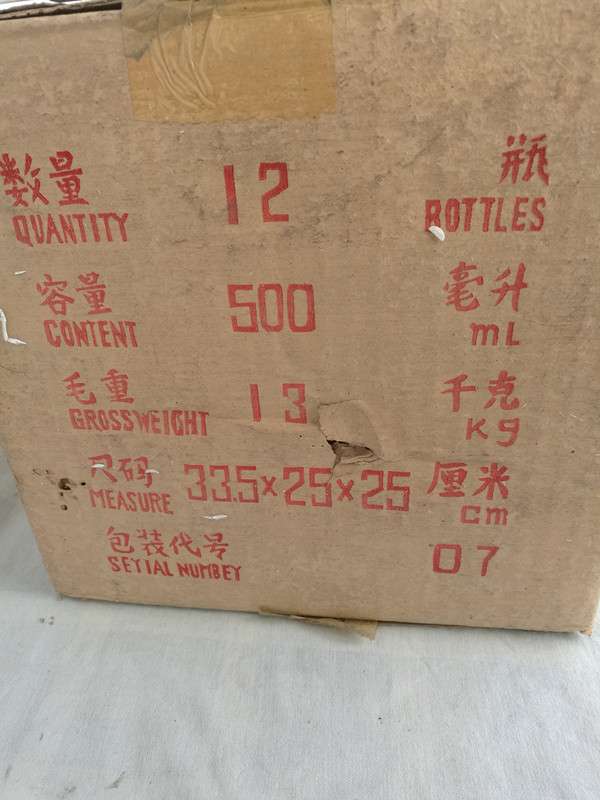 数量 12 瓶
QUANTITY BOTTLES
容量 500 毫升
CONTENT mL
毛重 13 千克
GROSSWEIGHT Kg
尺码 33.5×25×25 厘米
MEASURE cm
包装代号 07
SEYIAL NUMBEY